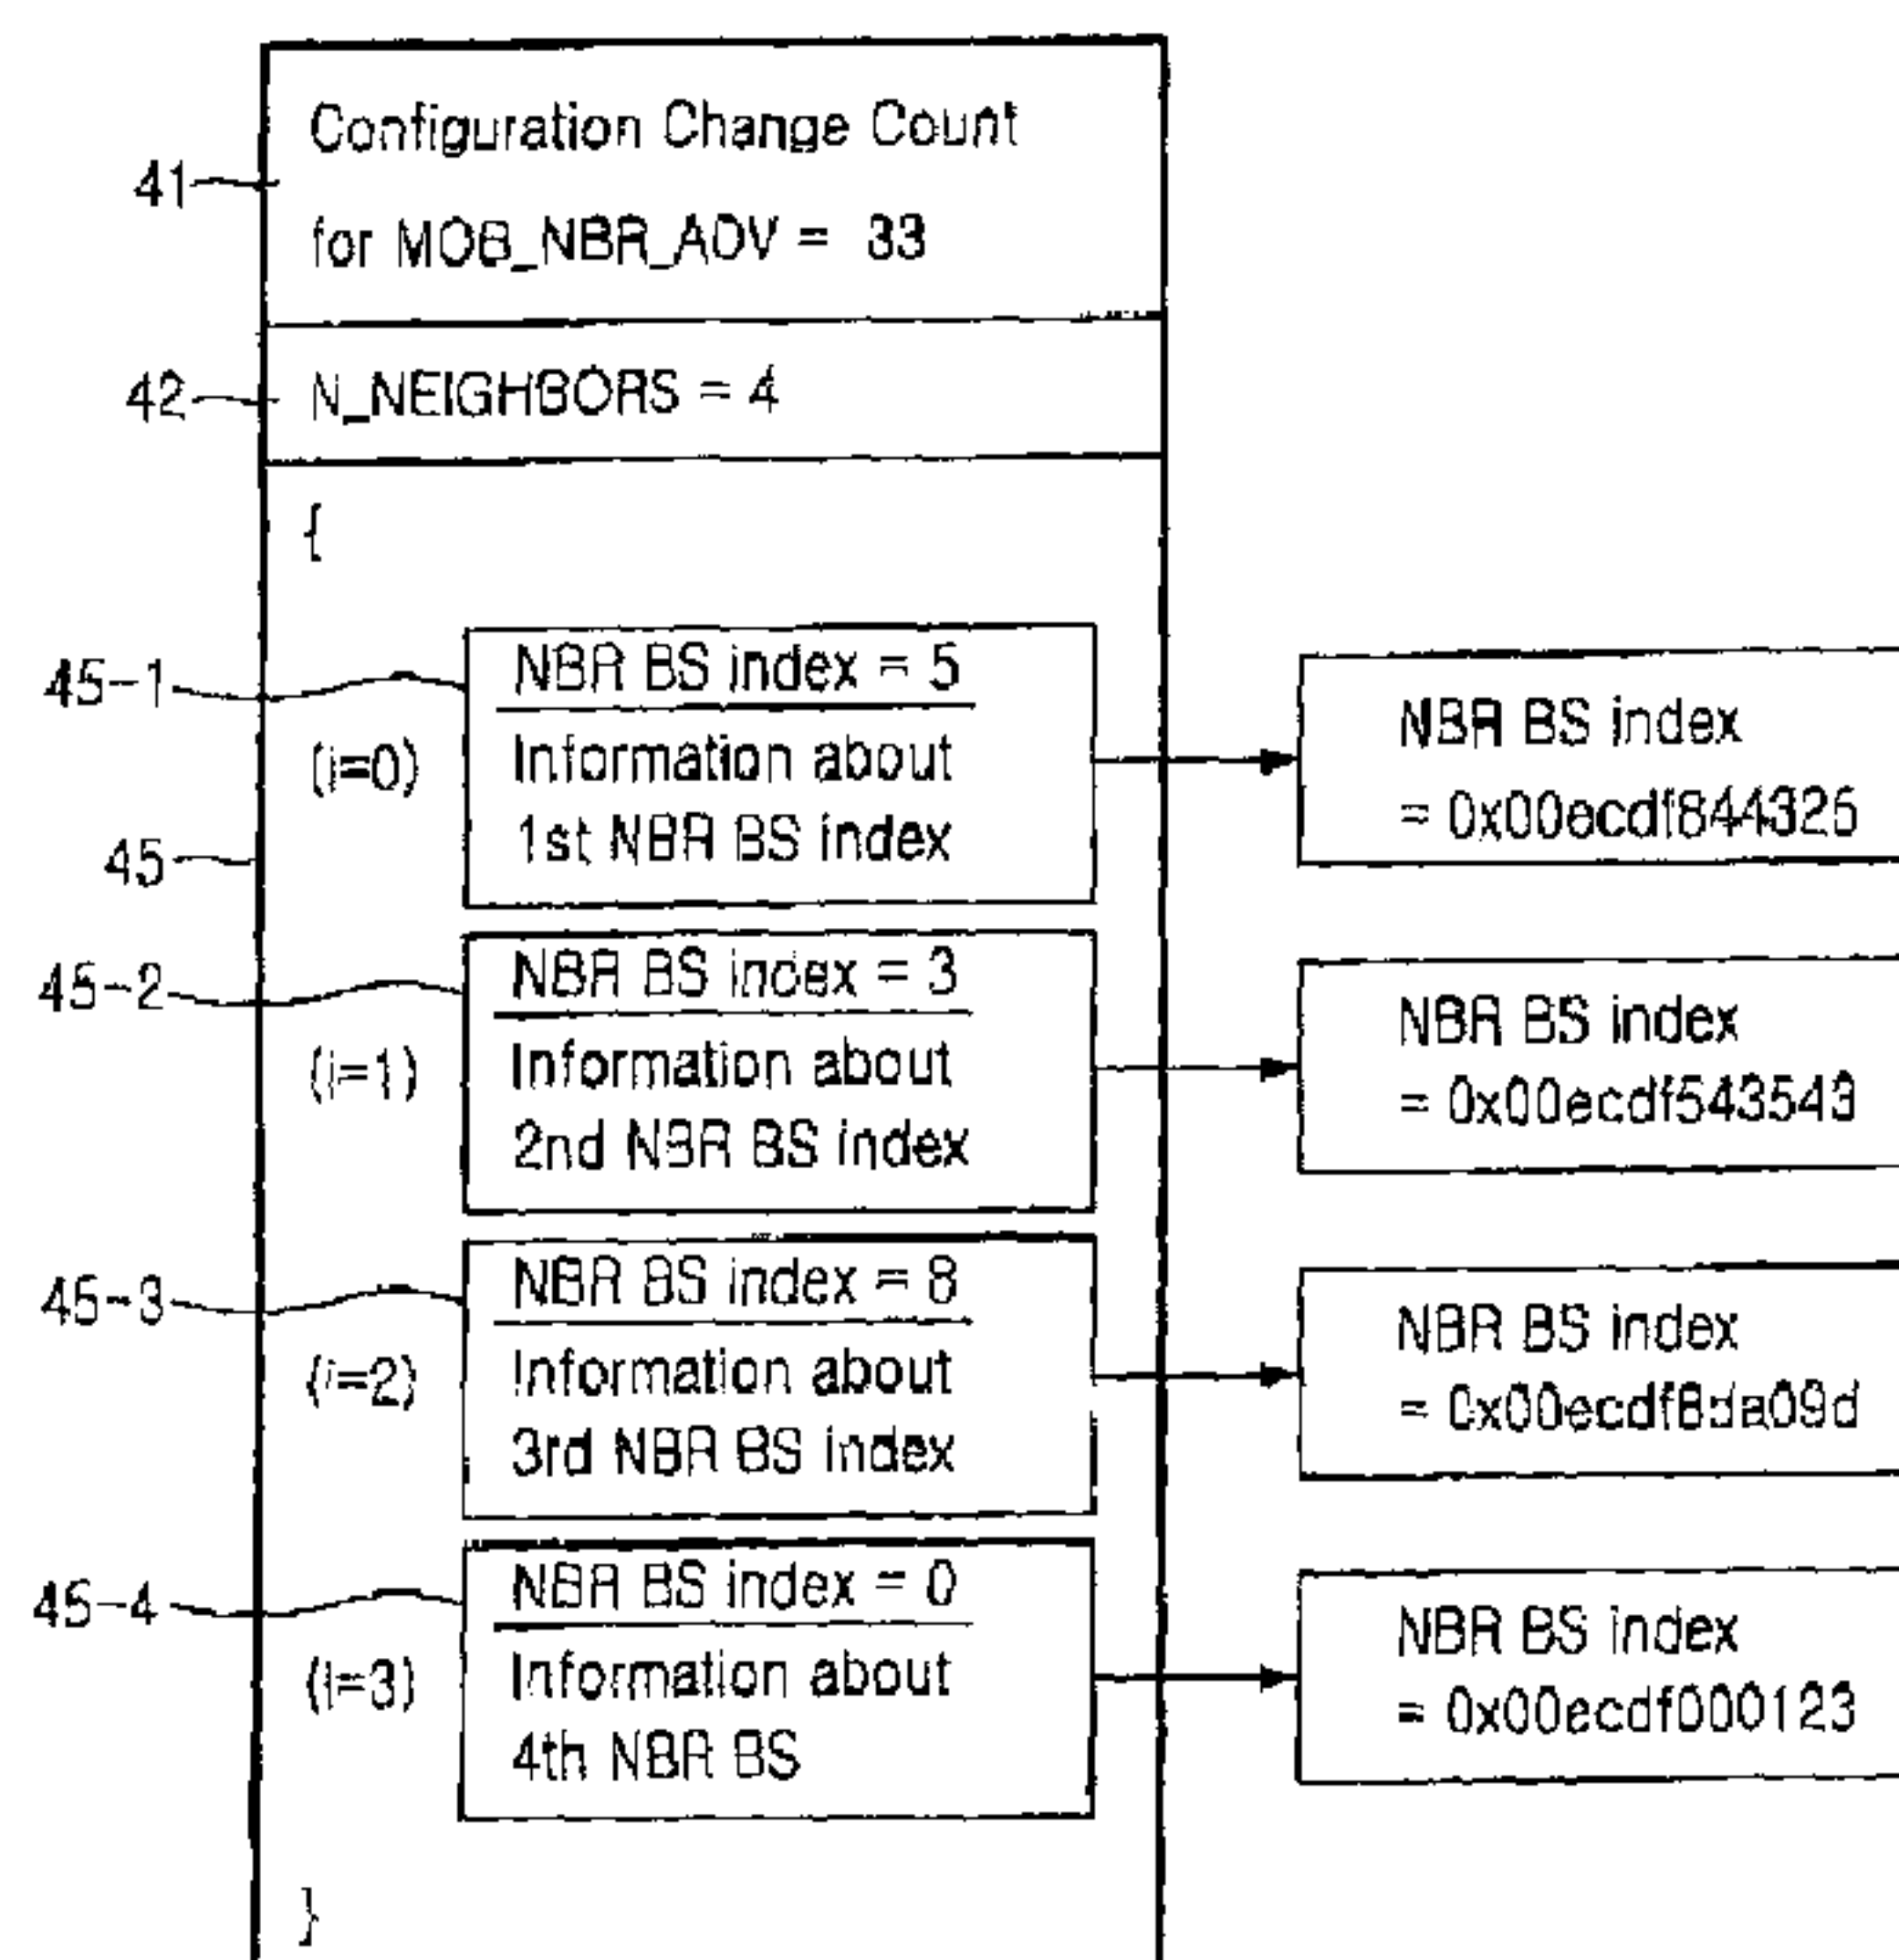 Configuration Change Count
41
for MOB_NBR_ADV = 33
42
N_NEIGHBORS = 4
{
45-1
NBR BS index = 5
(i=0)
Information about
1st NBR BS index
NBR BS index
= 0x00ecdf844325
45
45-2
NBR BS index = 3
(i=1)
Information about
2nd NBR BS index
NBR BS index
= 0x00ecdf543543
45-3
NBR BS index = 8
(i=2)
Information about
3rd NBR BS index
NBR BS index
= 0x00ecdf8da09d
45-4
NBR BS index = 0
(i=3)
Information about
4th NBR BS
NBR BS index
= 0x00ecdf000123
}